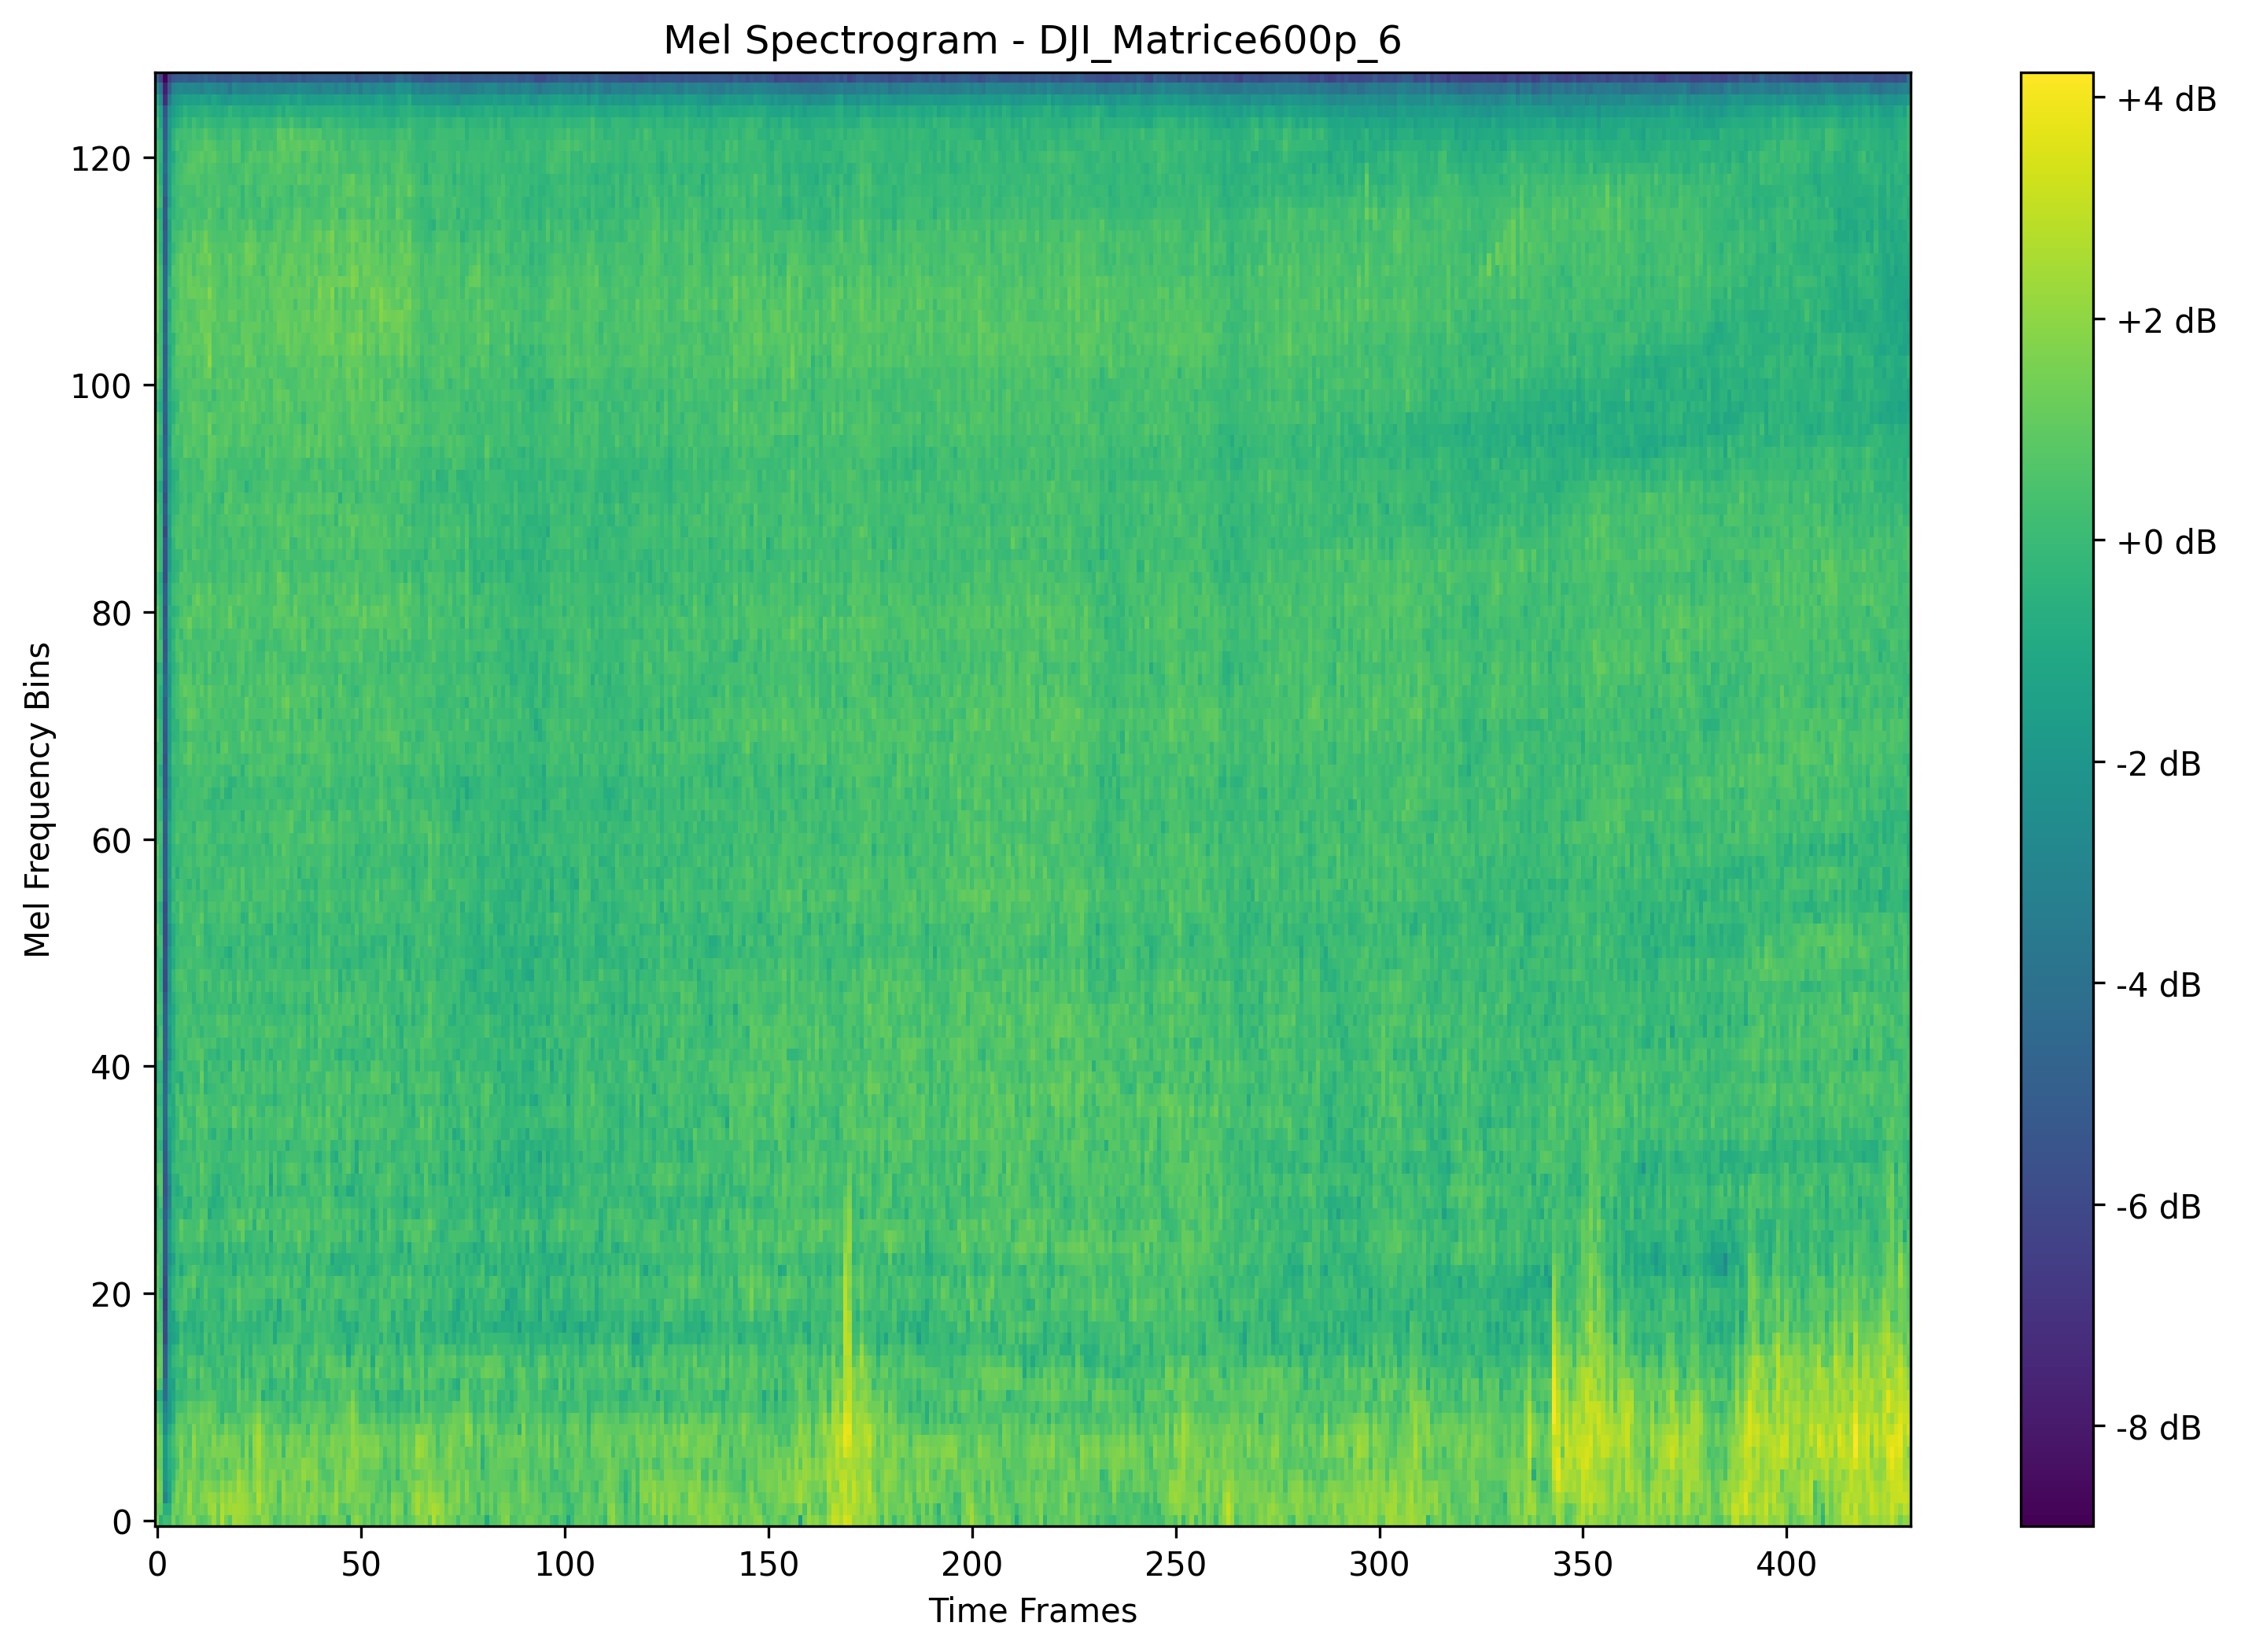 Mel Spectrogram - DJI_Matrice600p_6
Mel Frequency Bins
120
100
80
60
40
20
0
0 50 100 150 200 250 300 350 400
Time Frames
+4 dB
+2 dB
+0 dB
-2 dB
-4 dB
-6 dB
-8 dB